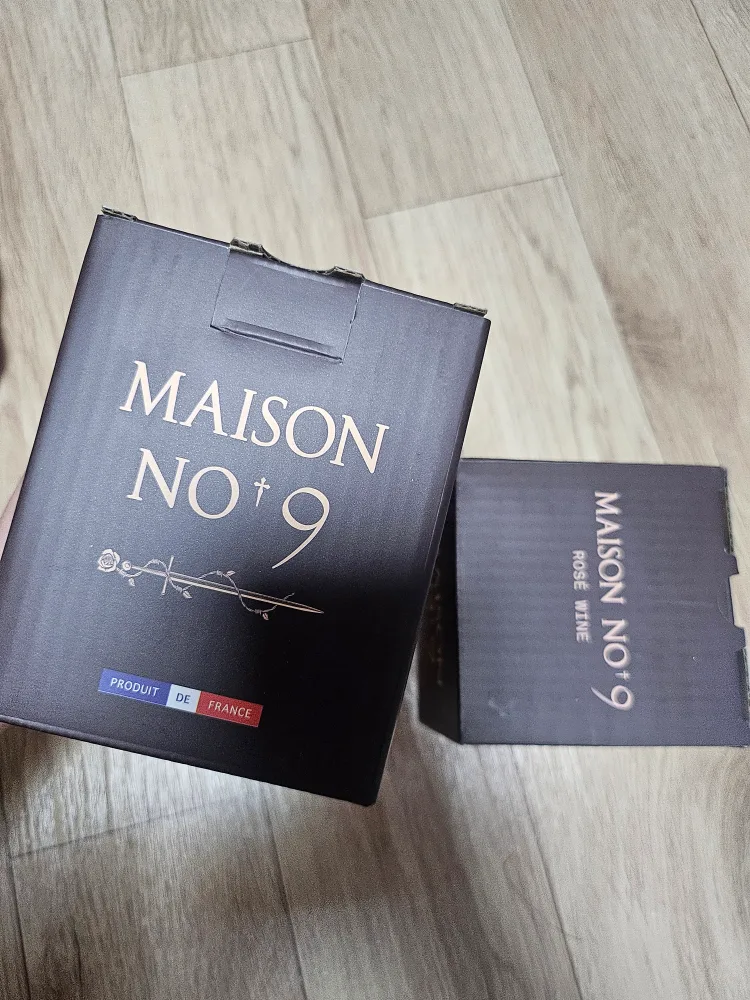 MAISON
NO†9
PRODUIT DE FRANCE
MAISON NO†9
ROSÉ WINE